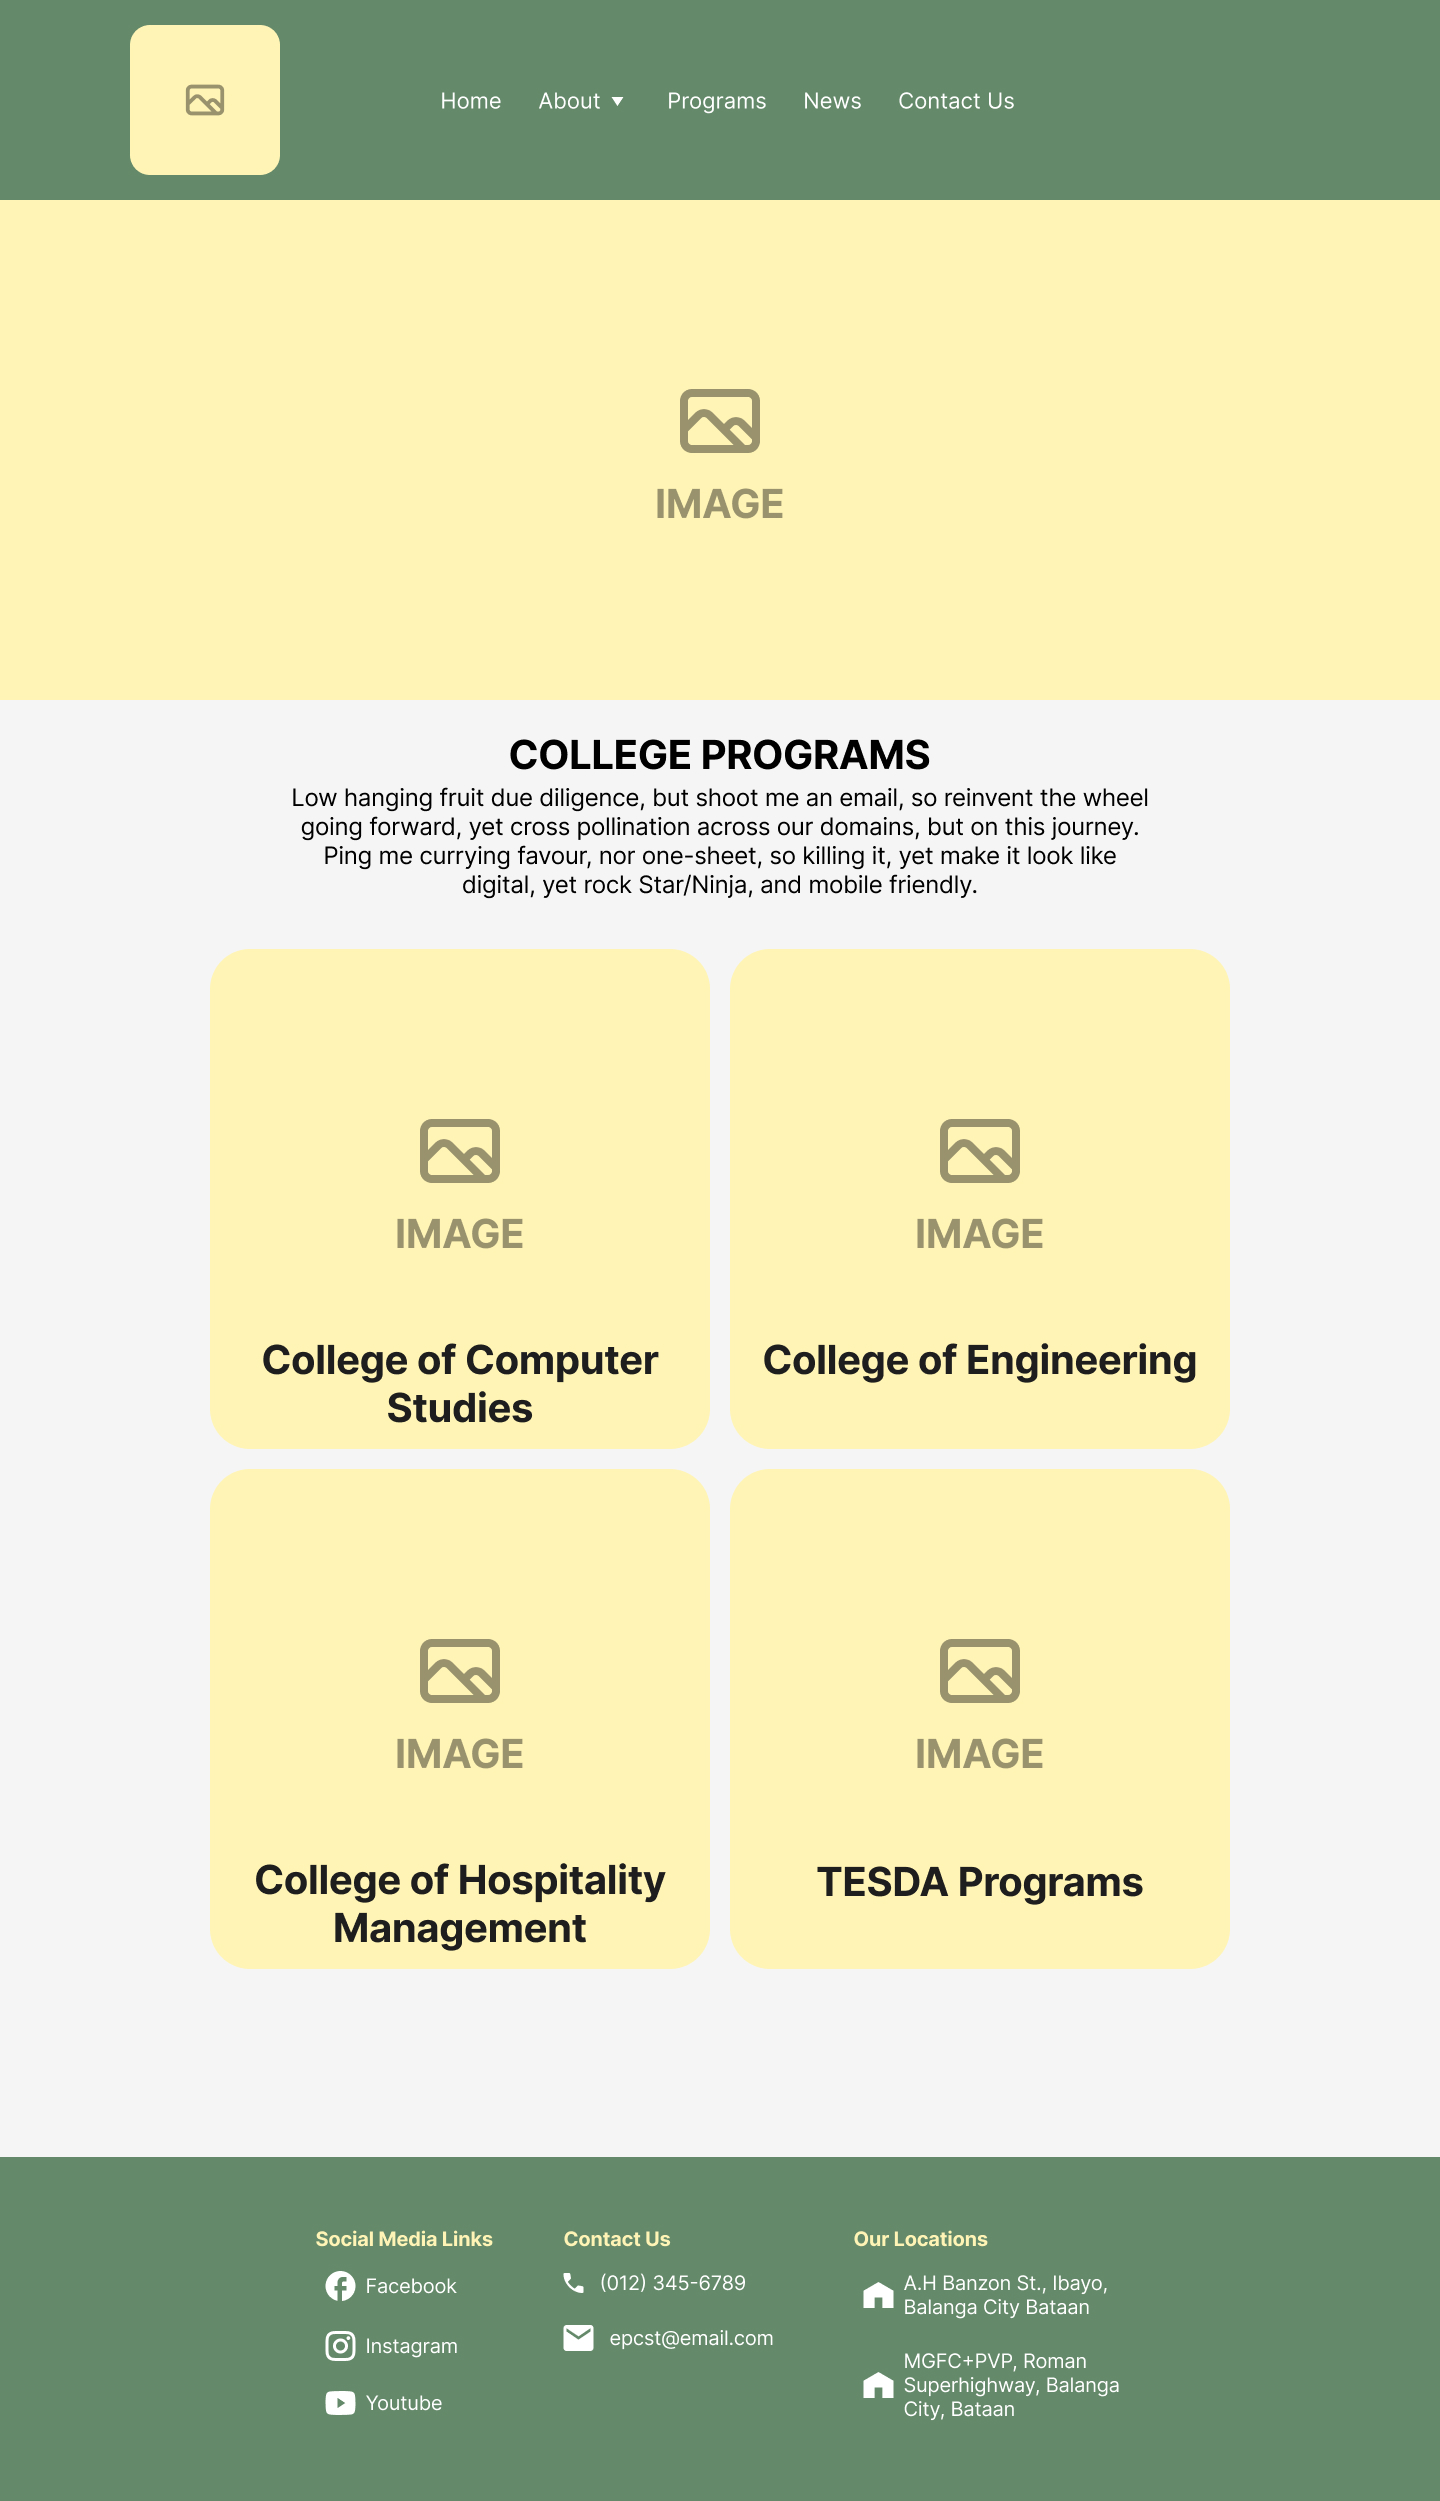 Home About Programs News Contact Us
IMAGE
COLLEGE PROGRAMS
Low hanging fruit due diligence, but shoot me an email, so reinvent the wheel
going forward, yet cross pollination across our domains, but on this journey.
Ping me currying favour, nor one-sheet, so killing it, yet make it look like
digital, yet rock Star/Ninja, and mobile friendly.
IMAGE
College of Computer
Studies
IMAGE
College of Engineering
IMAGE
College of Hospitality
Management
IMAGE
TESDA Programs
Social Media Links
Facebook
Instagram
Youtube
Contact Us
(012) 345-6789
epcst@email.com
Our Locations
A.H Banzon St., Ibayo,
Balanga City Bataan
MGFC+PVP, Roman
Superhighway, Balanga
City, Bataan